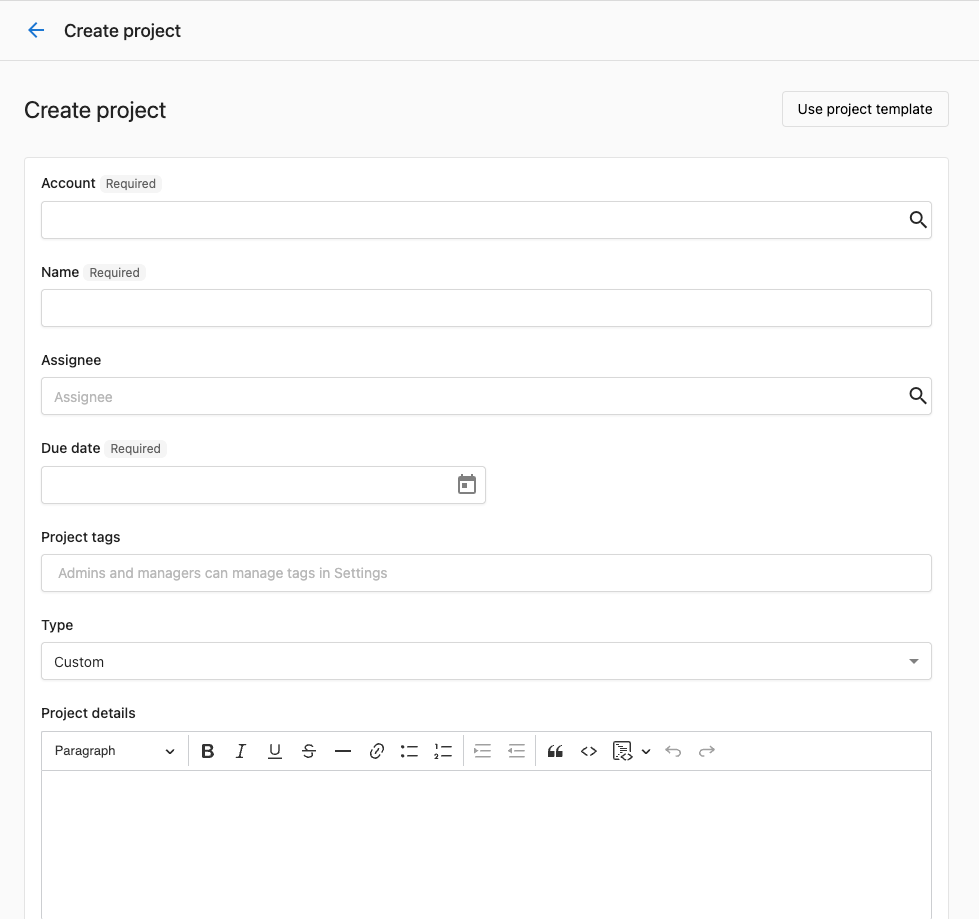 Create project
Create project
Use project template
Account Required
Name Required
Assignee
Assignee
Due date Required
Project tags
Admins and managers can manage tags in Settings
Type
Custom
Project details
Paragraph